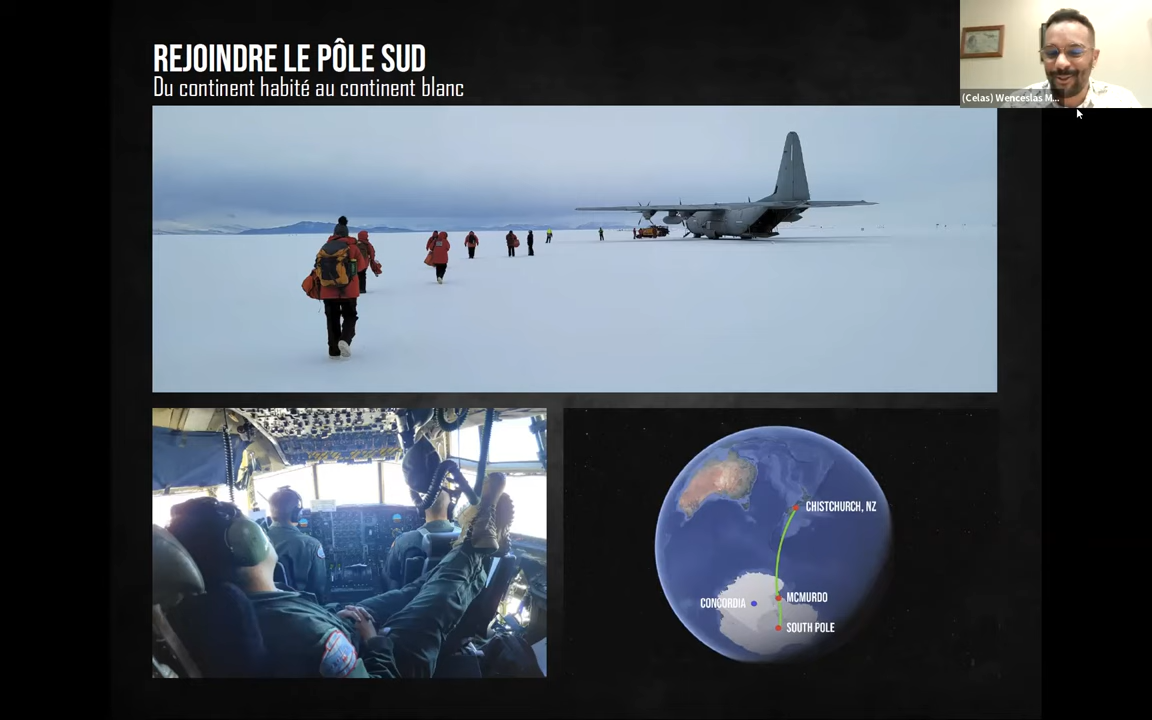 REJOINDRE LE PÔLE SUD
Du continent habité au continent blanc
(Celas) Wenceslas M...
CHISTCHURCH, NZ
CONCORDIA
MCMURDO
SOUTH POLE